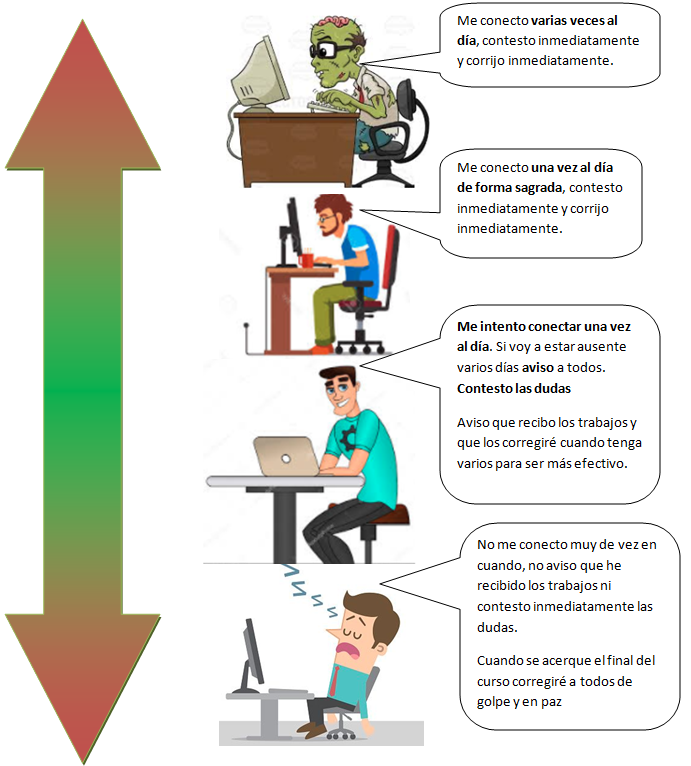 Me conecto varias veces al
día, contesto inmediatamente
y corrijo inmediatamente.
Me conecto una vez al día
de forma sagrada, contesto
inmediatamente y corrijo
inmediatamente.
Me intento conectar una vez
al día. Si voy a estar ausente
varios días aviso a todos.
Contesto las dudas
Aviso que recibo los trabajos y
que los corregiré cuando tenga
varios para ser más efectivo.
No me conecto muy de vez en
cuando, no aviso que he
recibido los trabajos ni
contesto inmediatamente las
dudas.
Cuando se acerque el final del
curso corregiré a todos de
golpe y en paz